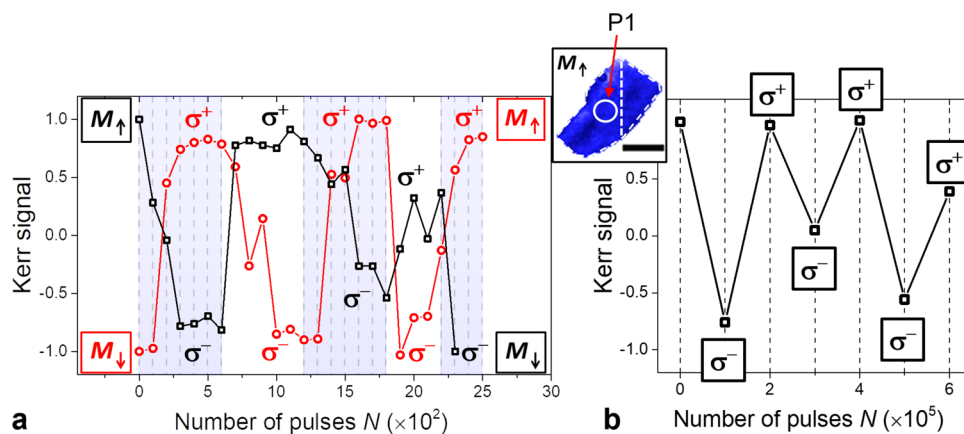 P1
M↑
M↑
1.0
0.5
0.0
-0.5
-1.0
Kerr signal
M↓
σ+
σ+
σ+
σ+
σ+
M↑
σ−
σ−
σ−
σ−
σ−
M↓
0 5 10 15 20 25 30
a
Number of pulses N (×10²)
1.0
0.5
0.0
-0.5
-1.0
Kerr signal
σ+
σ+
σ+
σ−
σ−
σ−
0 2 4 6
b
Number of pulses N (×10⁵)